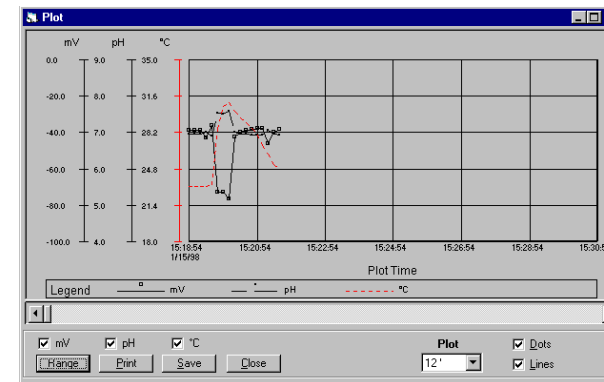 Plot
mV pH °C
0.0 9.0 35.0
-20.0 8.0 31.6
-40.0 7.0 28.2
-60.0 6.0 24.8
-80.0 5.0 21.4
-100.0 4.0 18.0
15:18:54 15:20:54 15:22:54 15:24:54 15:26:54 15:28:54 15:30:5
1/15/98
Plot Time
Legend mV pH °C
mV pH °C Plot Dots
Range Print Save Close 12' Lines